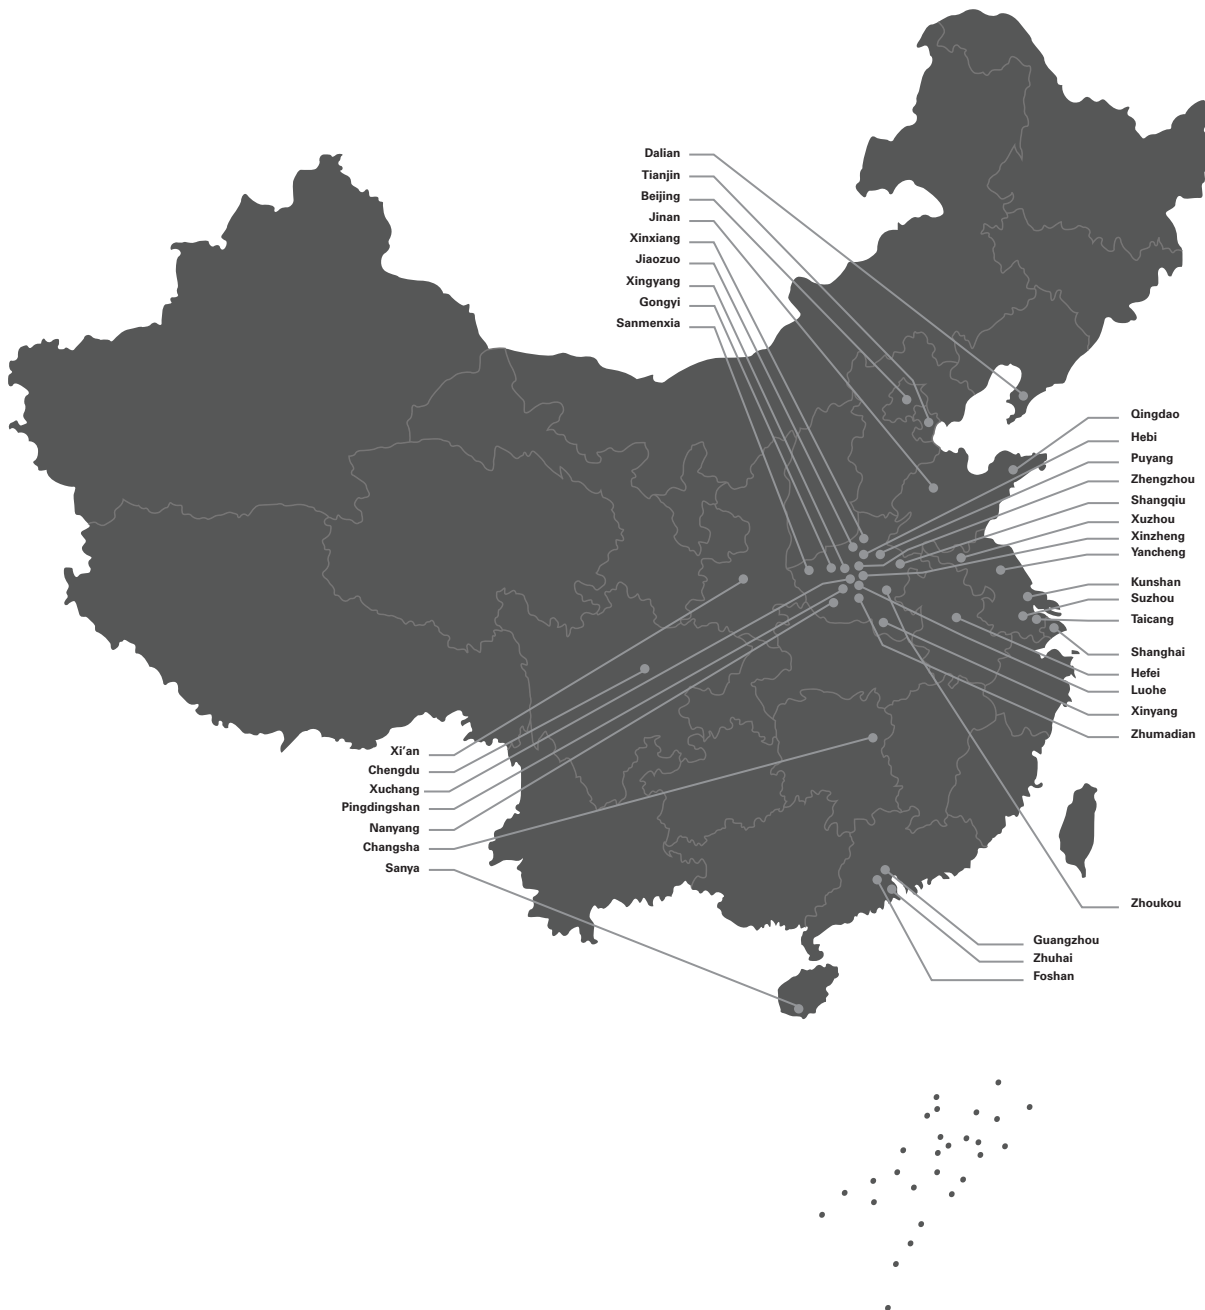 Dalian
Tianjin
Beijing
Jinan
Xinxiang
Jiaozuo
Xingyang
Gongyi
Sanmenxia
Qingdao
Hebi
Puyang
Zhengzhou
Shangqiu
Xuzhou
Xinzheng
Yancheng
Kunshan
Suzhou
Taicang
Shanghai
Hefei
Luohe
Xinyang
Zhumadian
Xi’an
Chengdu
Xuchang
Pingdingshan
Nanyang
Changsha
Sanya
Zhoukou
Guangzhou
Zhuhai
Foshan